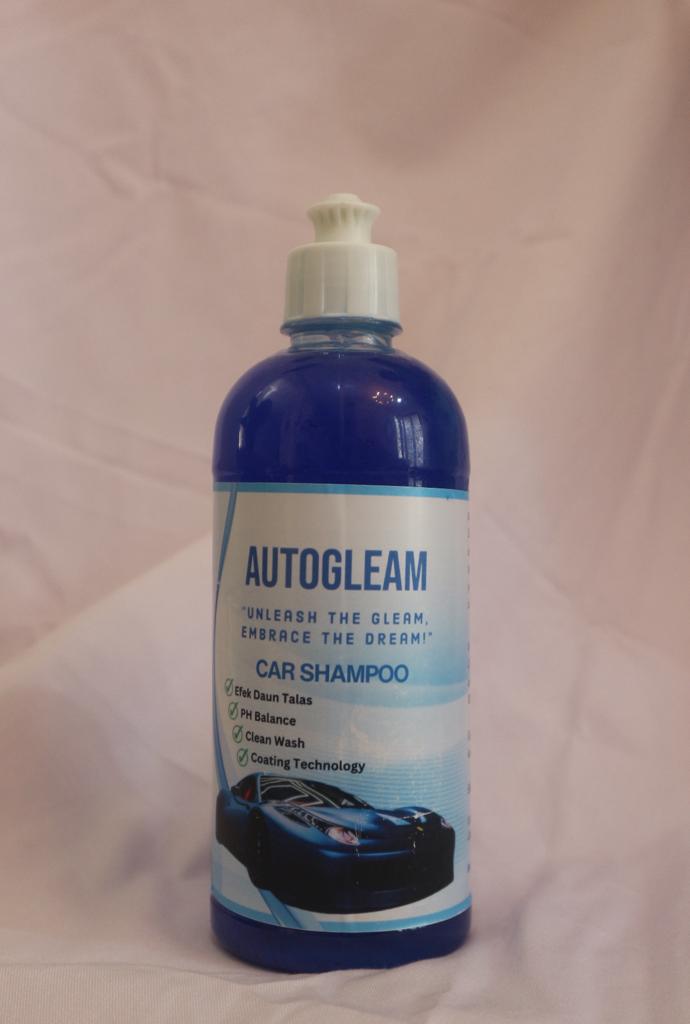 AUTOGLEAM
"UNLEASH THE GLEAM,
EMBRACE THE DREAM!"
CAR SHAMPOO
Efek Daun Talas
PH Balance
Clean Wash
Coating Technology